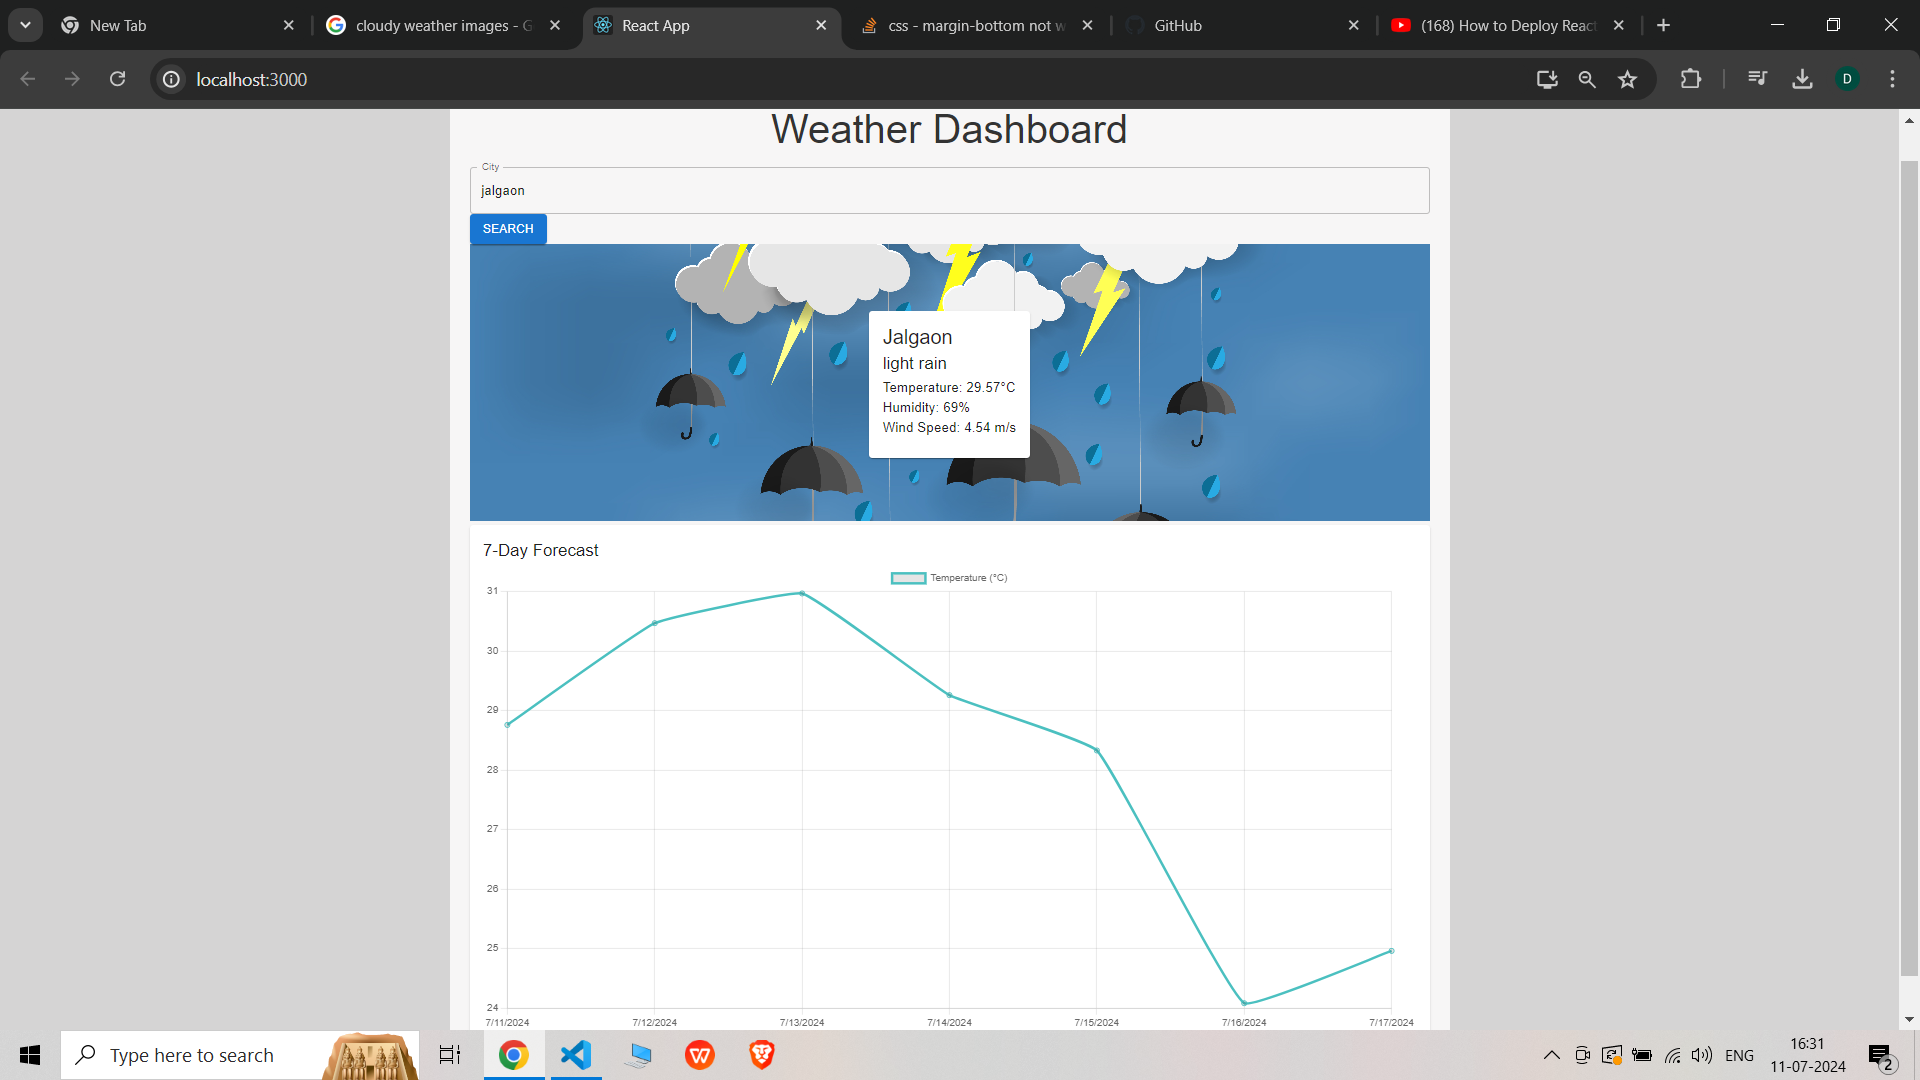 New Tab
cloudy weather images - G
React App
css - margin-bottom not w
GitHub
(168) How to Deploy React
localhost:3000
D
Weather Dashboard
City
jalgaon
SEARCH
Jalgaon
light rain
Temperature: 29.57°C
Humidity: 69%
Wind Speed: 4.54 m/s
7-Day Forecast
Temperature (°C)
31
30
29
28
27
26
25
24
7/11/2024 7/12/2024 7/13/2024 7/14/2024 7/15/2024 7/16/2024 7/17/2024
Type here to search
ENG
16:31
11-07-2024
2